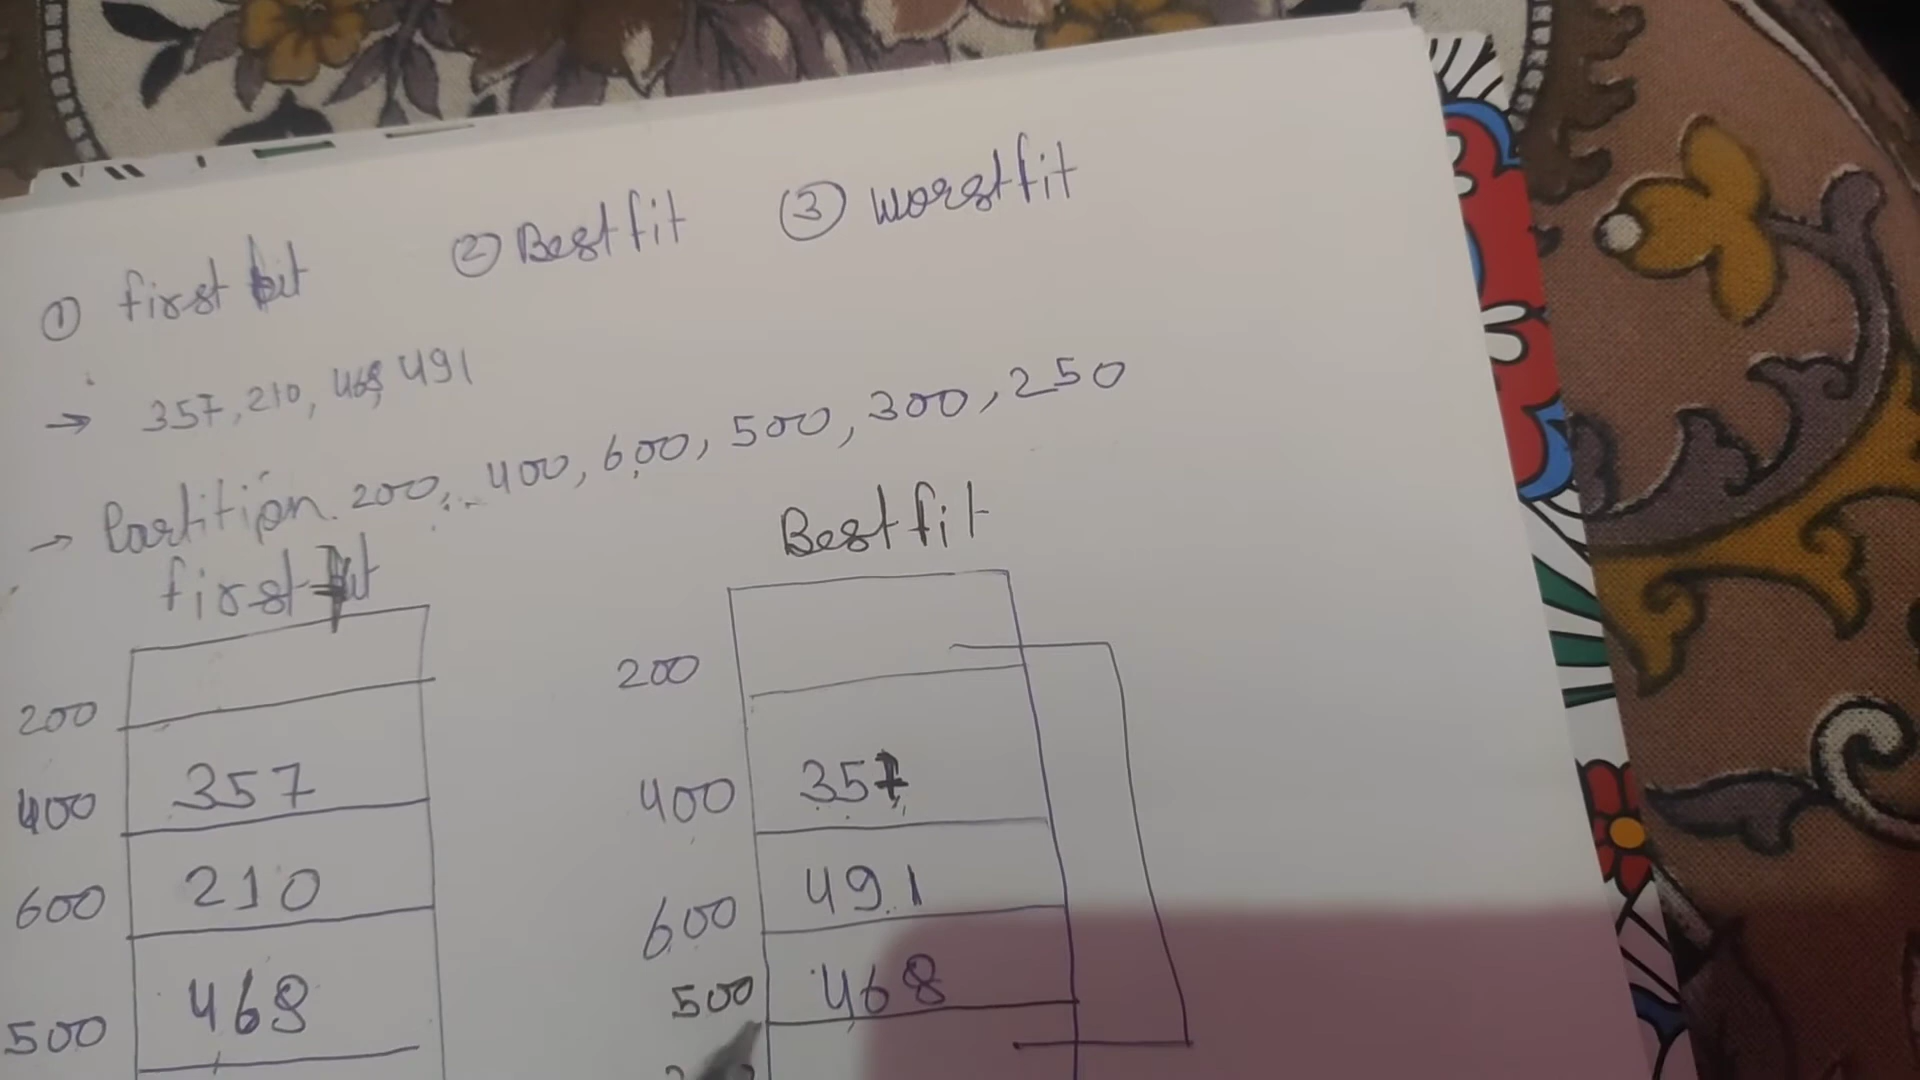 ① first fit ② Best fit ③ worst fit
→ 357, 210, 468, 491
→ Partition 200, 400, 600, 500, 300, 250
first fit
200
400 357
600 210
500 468
Best fit
200
400 357
600 491
500 468